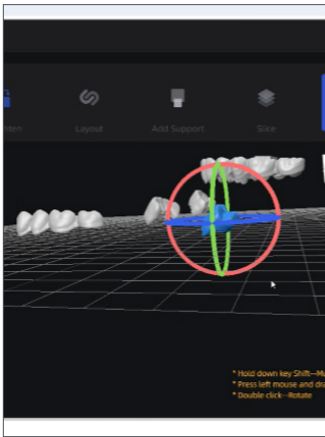 Layout
Add Support
Slice
* Hold down key Shift—
* Press left mouse and
* Double click—Rotate